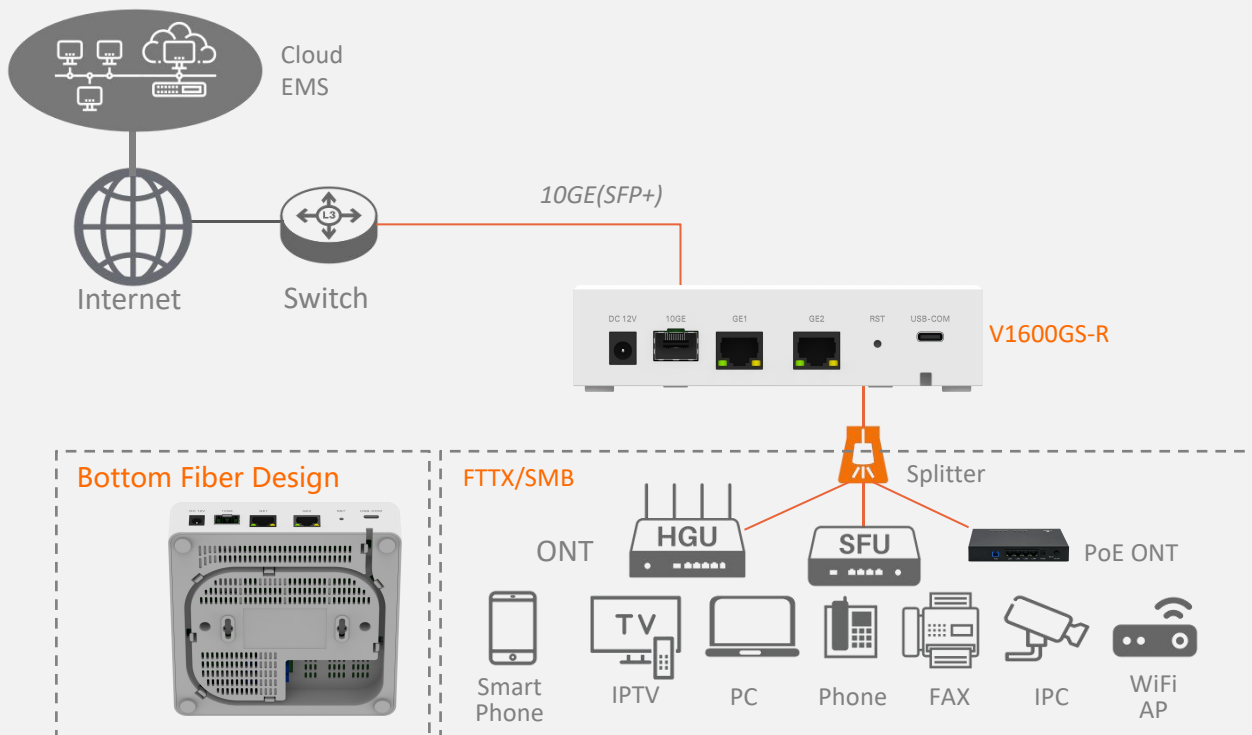 Cloud
EMS
10GE(SFP+)
L3
Internet
Switch
DC 12V
10GE
GE1
GE2
RST
USB-COM
V1600GS-R
Bottom Fiber Design
FTTX/SMB
Splitter
ONT
HGU
SFU
PoE ONT
TV
Smart
Phone
IPTV
PC
Phone
FAX
IPC
WiFi
AP